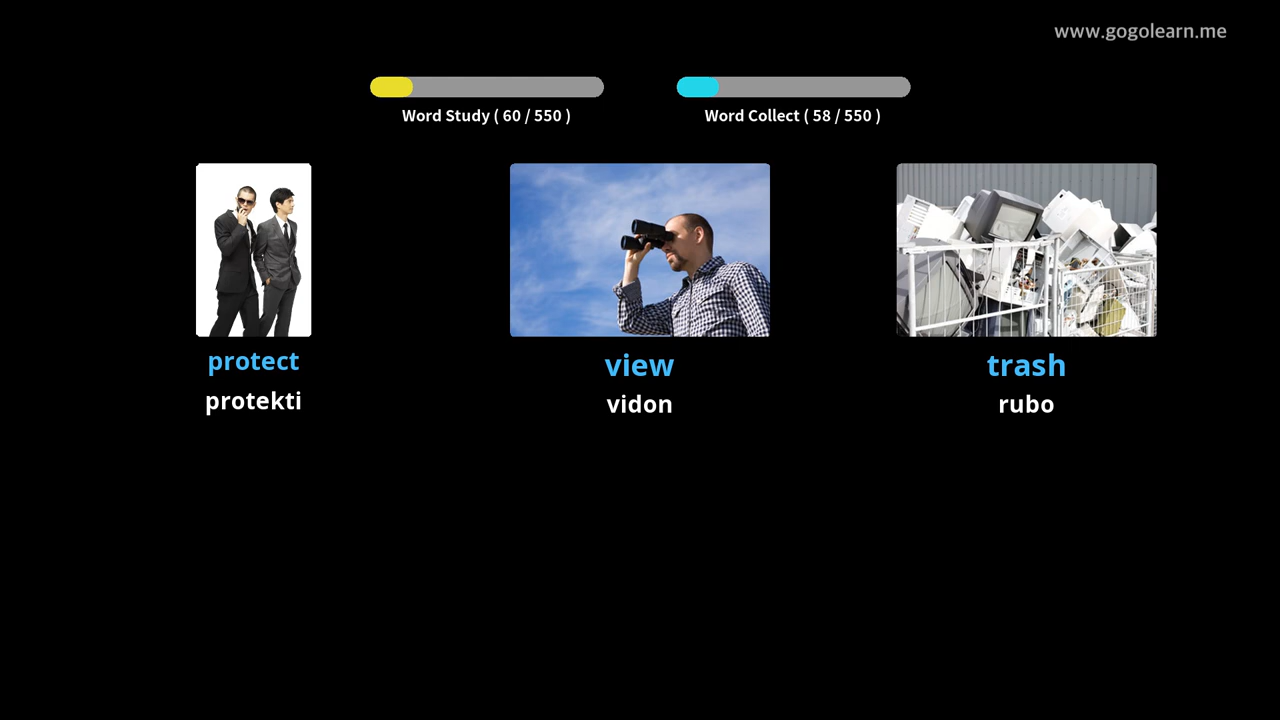 www.gogolearn.me
Word Study ( 60 / 550 )
Word Collect ( 58 / 550 )
protect
protekti
view
vidon
trash
rubo